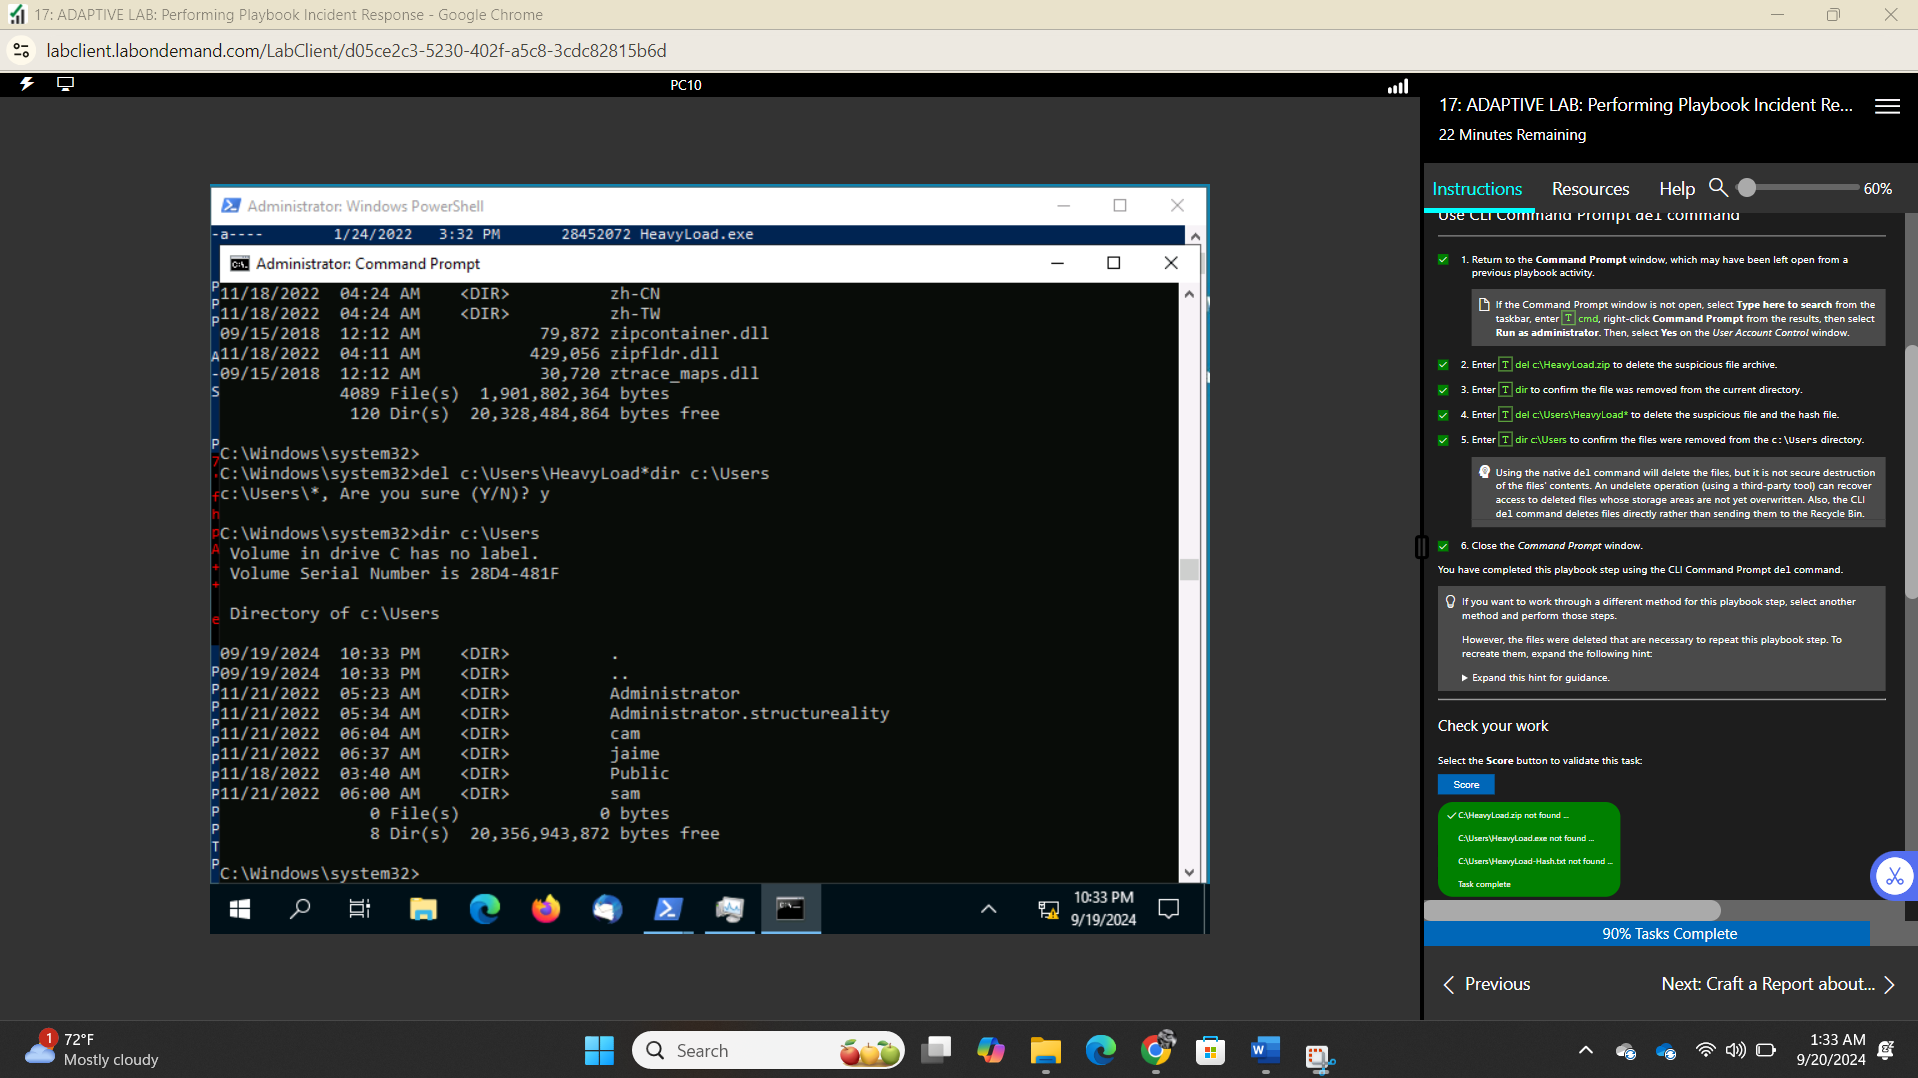 17: ADAPTIVE LAB: Performing Playbook Incident Response - Google Chrome
labclient.labondemand.com/LabClient/d05ce2c3-5230-402f-a5c8-3cdc82815b6d
PC10
Administrator: Windows PowerShell
-a---- 1/24/2022 3:32 PM 28452072 HeavyLoad.exe
Administrator: Command Prompt
11/18/2022 04:24 AM <DIR> zh-CN
11/18/2022 04:24 AM <DIR> zh-TW
09/15/2018 12:12 AM 79,872 zipcontainer.dll
11/18/2022 04:11 AM 429,056 zipfldr.dll
09/15/2018 12:12 AM 30,720 ztrace_maps.dll
4089 File(s) 1,901,802,364 bytes
120 Dir(s) 20,328,484,864 bytes free
C:\Windows\system32>
C:\Windows\system32>del c:\Users\HeavyLoad*dir c:\Users
c:\Users\*, Are you sure (Y/N)? y
C:\Windows\system32>dir c:\Users
Volume in drive C has no label.
Volume Serial Number is 28D4-481F
Directory of c:\Users
09/19/2024 10:33 PM <DIR> .
09/19/2024 10:33 PM <DIR> ..
11/21/2022 05:23 AM <DIR> Administrator
11/21/2022 05:34 AM <DIR> Administrator.structureality
11/21/2022 06:04 AM <DIR> cam
11/21/2022 06:37 AM <DIR> jaime
11/18/2022 03:40 AM <DIR> Public
11/21/2022 06:00 AM <DIR> sam
0 File(s) 0 bytes
8 Dir(s) 20,356,943,872 bytes free
C:\Windows\system32>
10:33 PM
9/19/2024
17: ADAPTIVE LAB: Performing Playbook Incident Re...
22 Minutes Remaining
Instructions Resources Help 60%
Use CLI Command Prompt del command
1. Return to the Command Prompt window, which may have been left open from a
previous playbook activity.
If the Command Prompt window is not open, select Type here to search from the
taskbar, enter T cmd, right-click Command Prompt from the results, then select
Run as administrator. Then, select Yes on the User Account Control window.
2. Enter T del c:\HeavyLoad.zip to delete the suspicious file archive.
3. Enter T dir to confirm the file was removed from the current directory.
4. Enter T del c:\Users\HeavyLoad* to delete the suspicious file and the hash file.
5. Enter T dir c:\Users to confirm the files were removed from the c:\Users directory.
Using the native del command will delete the files, but it is not secure destruction
of the files' contents. An undelete operation (using a third-party tool) can recover
access to deleted files whose storage areas are not yet overwritten. Also, the CLI
del command deletes files directly rather than sending them to the Recycle Bin.
6. Close the Command Prompt window.
You have completed this playbook step using the CLI Command Prompt del command.
If you want to work through a different method for this playbook step, select another
method and perform those steps.
However, the files were deleted that are necessary to repeat this playbook step. To
recreate them, expand the following hint:
Expand this hint for guidance.
Check your work
Select the Score button to validate this task:
Score
C:\HeavyLoad.zip not found ...
C:\Users\HeavyLoad.exe not found ...
C:\Users\HeavyLoad-Hash.txt not found ...
Task complete
90% Tasks Complete
Previous
Next: Craft a Report about...
1
72°F
Mostly cloudy
Search
1:33 AM
9/20/2024